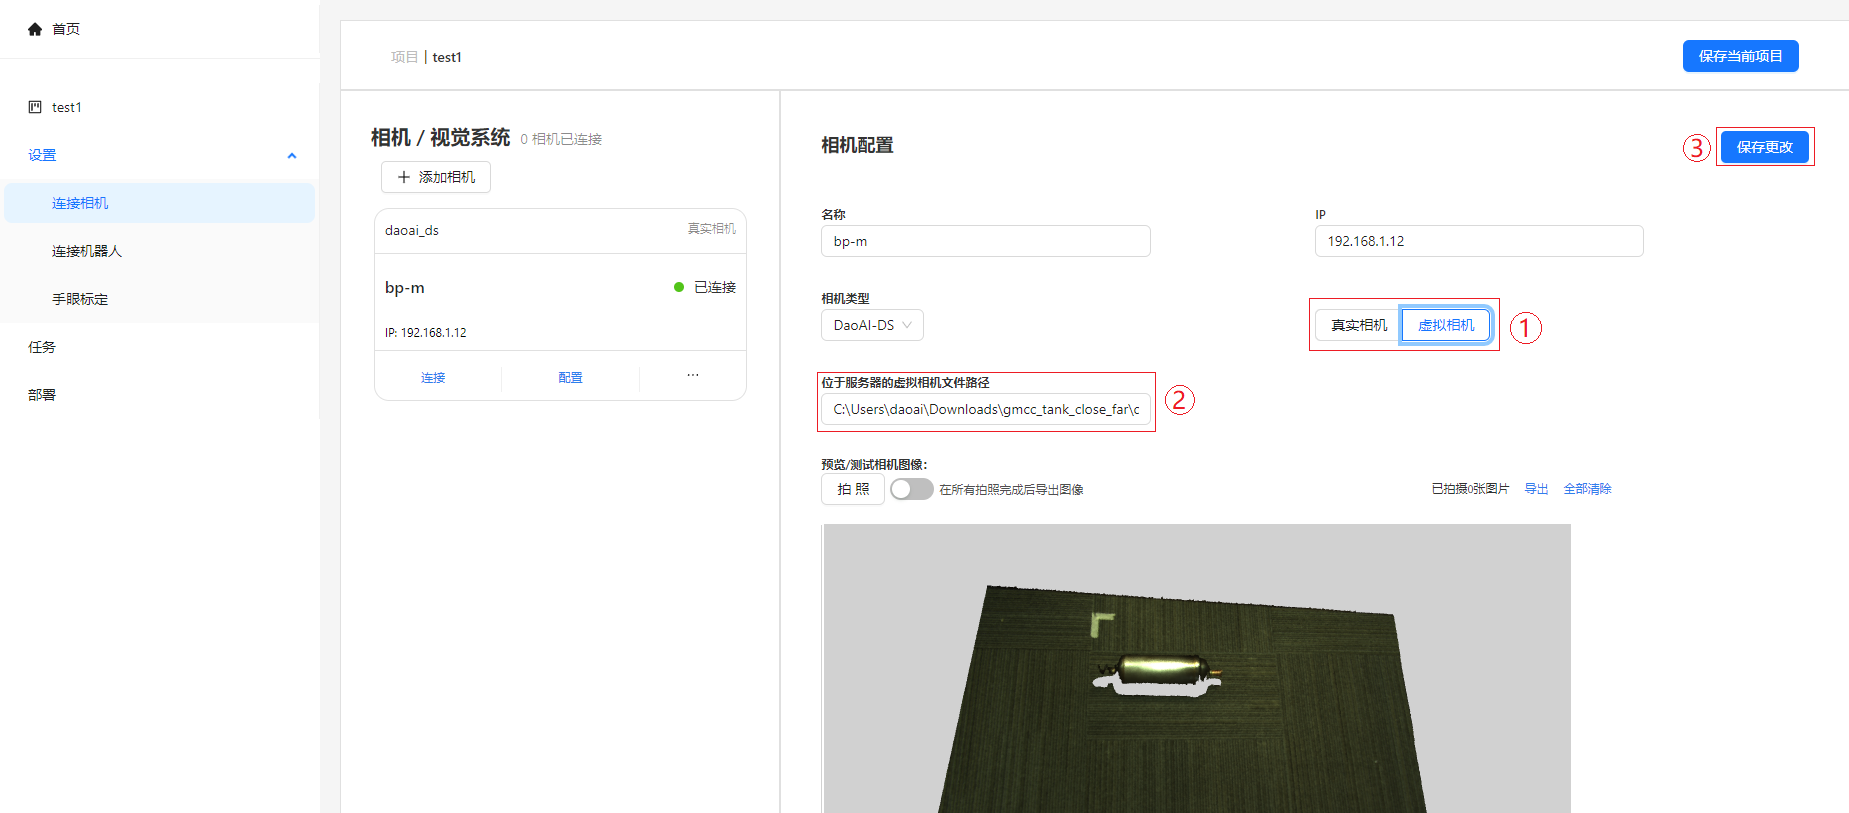 首页
项目 | test1
保存当前项目
test1
设置
连接相机
连接机器人
手眼标定
任务
部署
相机 / 视觉系统 0 相机已连接
+ 添加相机
daoai_ds 真实相机
bp-m 已连接
IP: 192.168.1.12
连接 配置 ...
相机配置
③ 保存更改
名称 IP
bp-m 192.168.1.12
相机类型
DaoAI-DS 真实相机 虚拟相机 ①
位于服务器的虚拟相机文件路径
C:\Users\daoai\Downloads\gmcc_tank_close_far\c ②
预览/测试相机图像:
拍 照 在所有拍照完成后导出图像 已拍摄0张图片 导出 全部清除